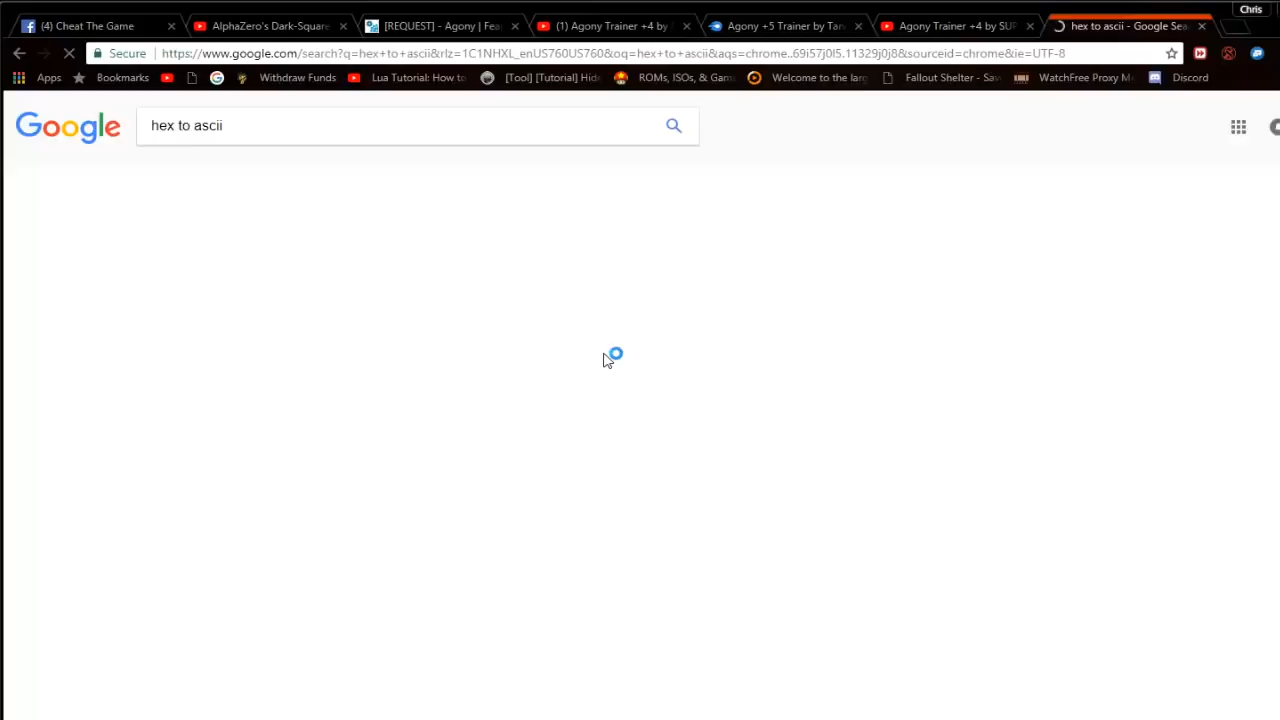 Chris
(4) Cheat The Game
AlphaZero's Dark-Square
[REQUEST] - Agony | Fea
(1) Agony Trainer +4 by
Agony +5 Trainer by Tan
Agony Trainer +4 by SUP
hex to ascii - Google Sea
Secure
https://www.google.com/search?q=hex+to+ascii&rlz=1C1NHXL_enUS760US760&oq=hex+to+ascii&aqs=chrome..69i57j0l5.11329j0j8&sourceid=chrome&ie=UTF-8
Apps
Bookmarks
Withdraw Funds
Lua Tutorial: How to
[Tool] [Tutorial] Hide
ROMs, ISOs, & Gam
Welcome to the larg
Fallout Shelter - Sav
WatchFree Proxy M
Discord
Google
hex to ascii